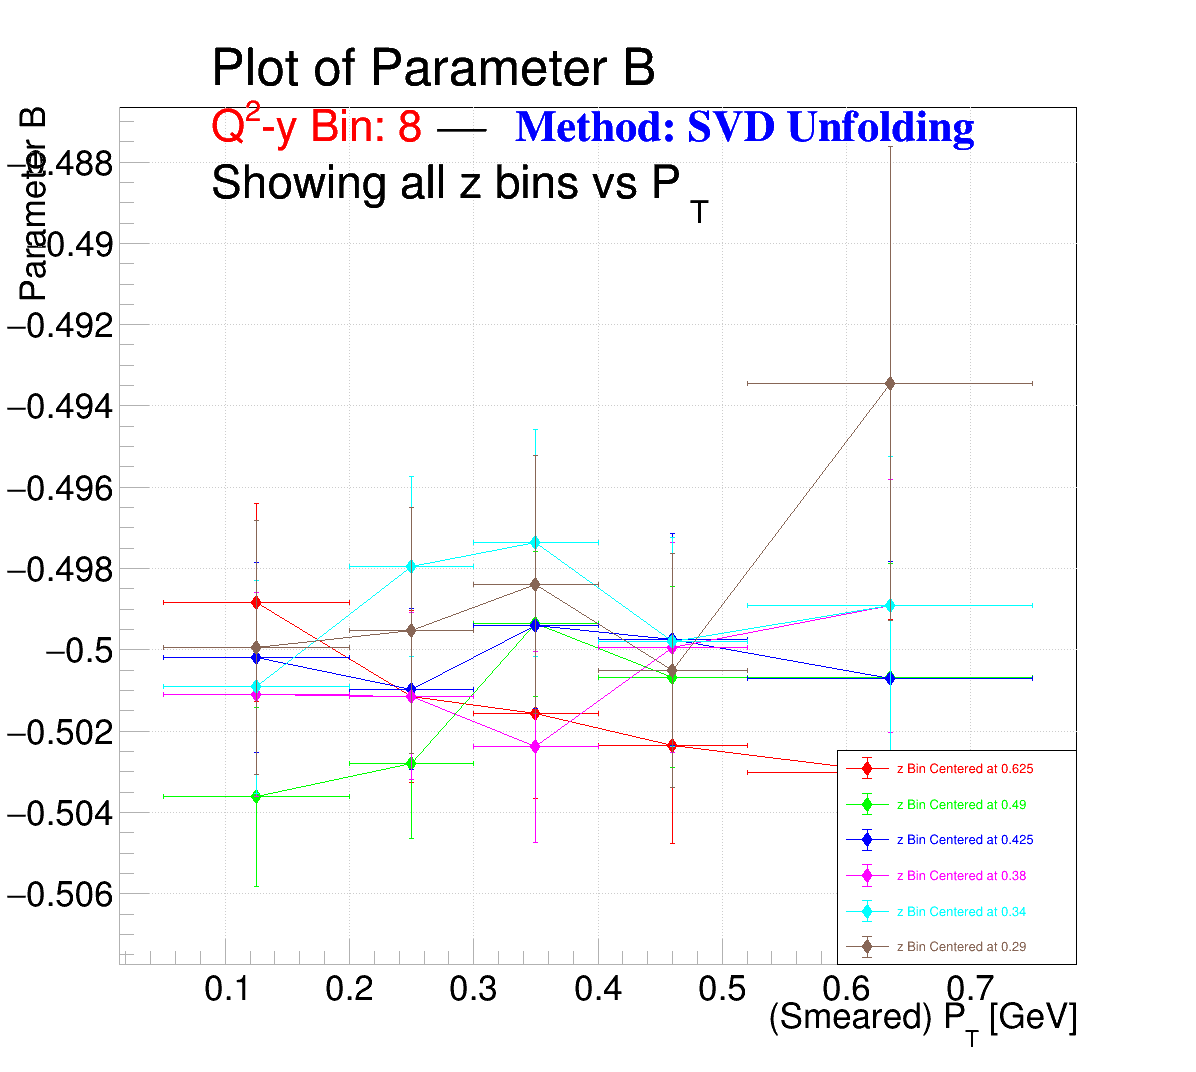 Plot of Parameter B
Q2-y Bin: 8 — Method: SVD Unfolding
Showing all z bins vs PT
Parameter B
−0.488
−0.49
−0.492
−0.494
−0.496
−0.498
−0.5
−0.502
−0.504
−0.506
z Bin Centered at 0.625
z Bin Centered at 0.49
z Bin Centered at 0.425
z Bin Centered at 0.38
z Bin Centered at 0.34
z Bin Centered at 0.29
0.1 0.2 0.3 0.4 0.5 0.6 0.7
(Smeared) PT [GeV]